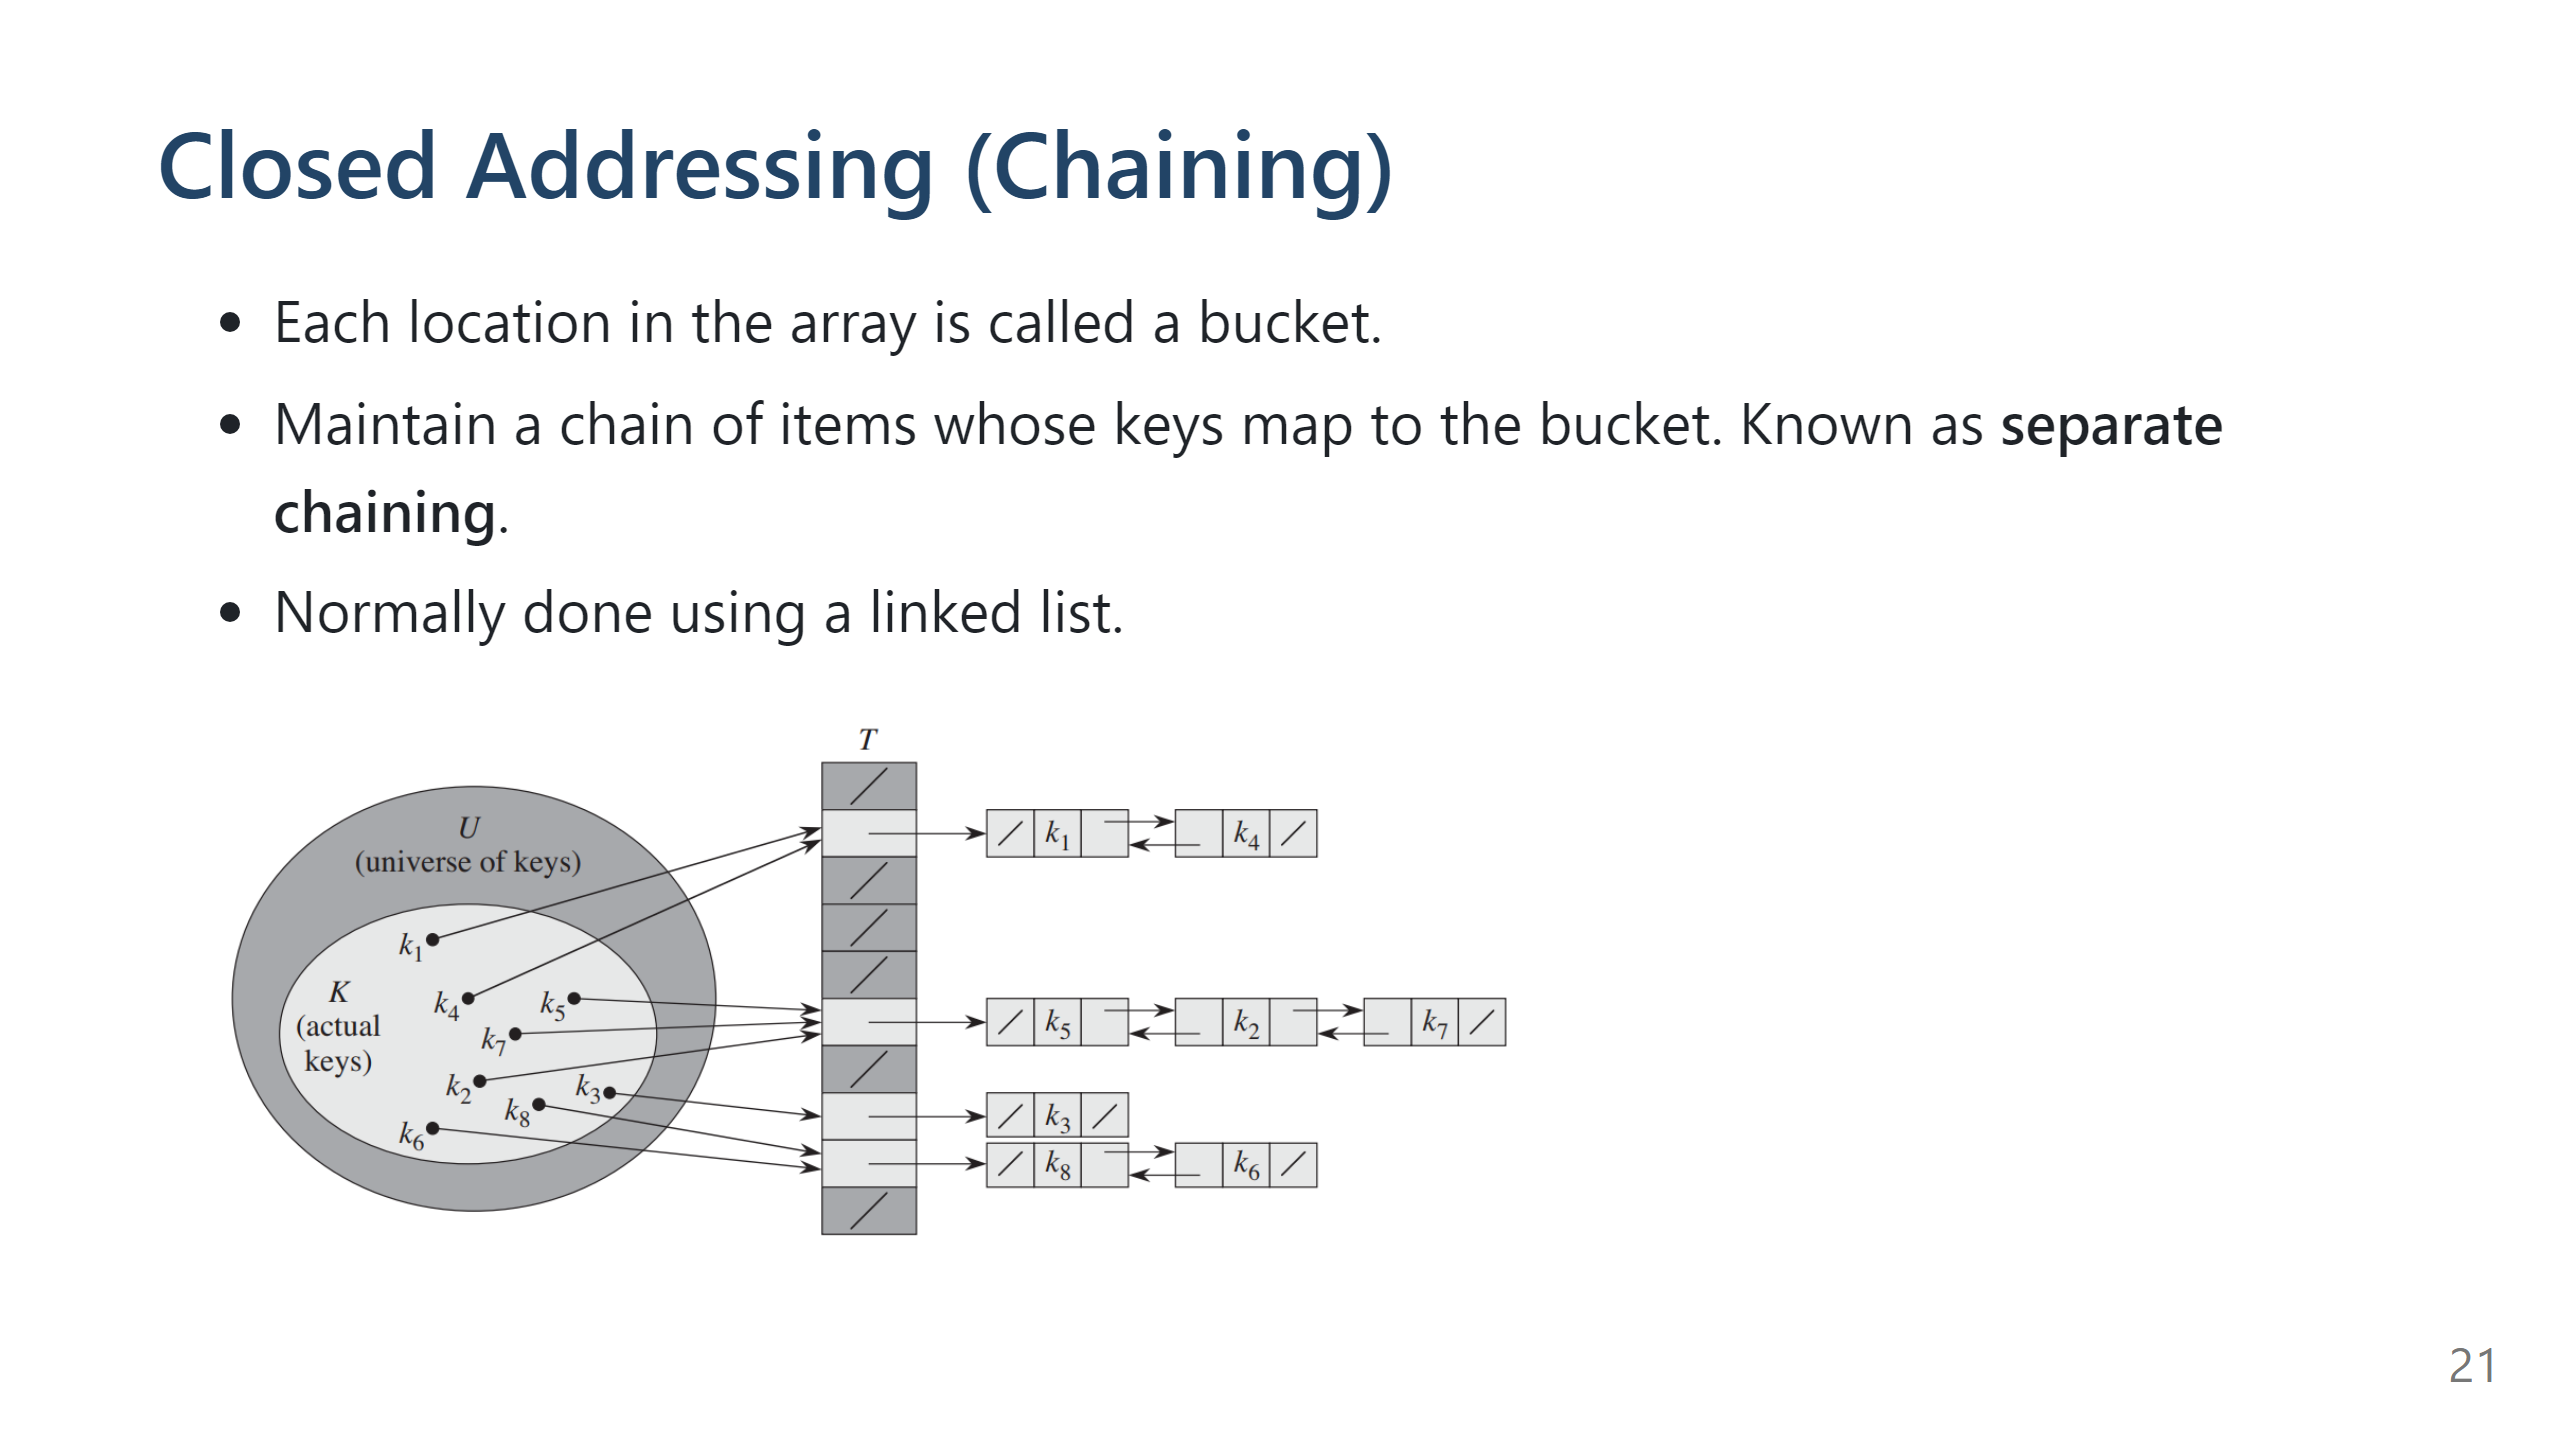 Closed Addressing (Chaining)
• Each location in the array is called a bucket.
• Maintain a chain of items whose keys map to the bucket. Known as separate
chaining.
• Normally done using a linked list.
T
U
(universe of keys)
k1 k4
k1
K
(actual
keys)
k4 k5
k7
k5 k2 k7
k2 k8 k3
k6
k3
k8 k6
21